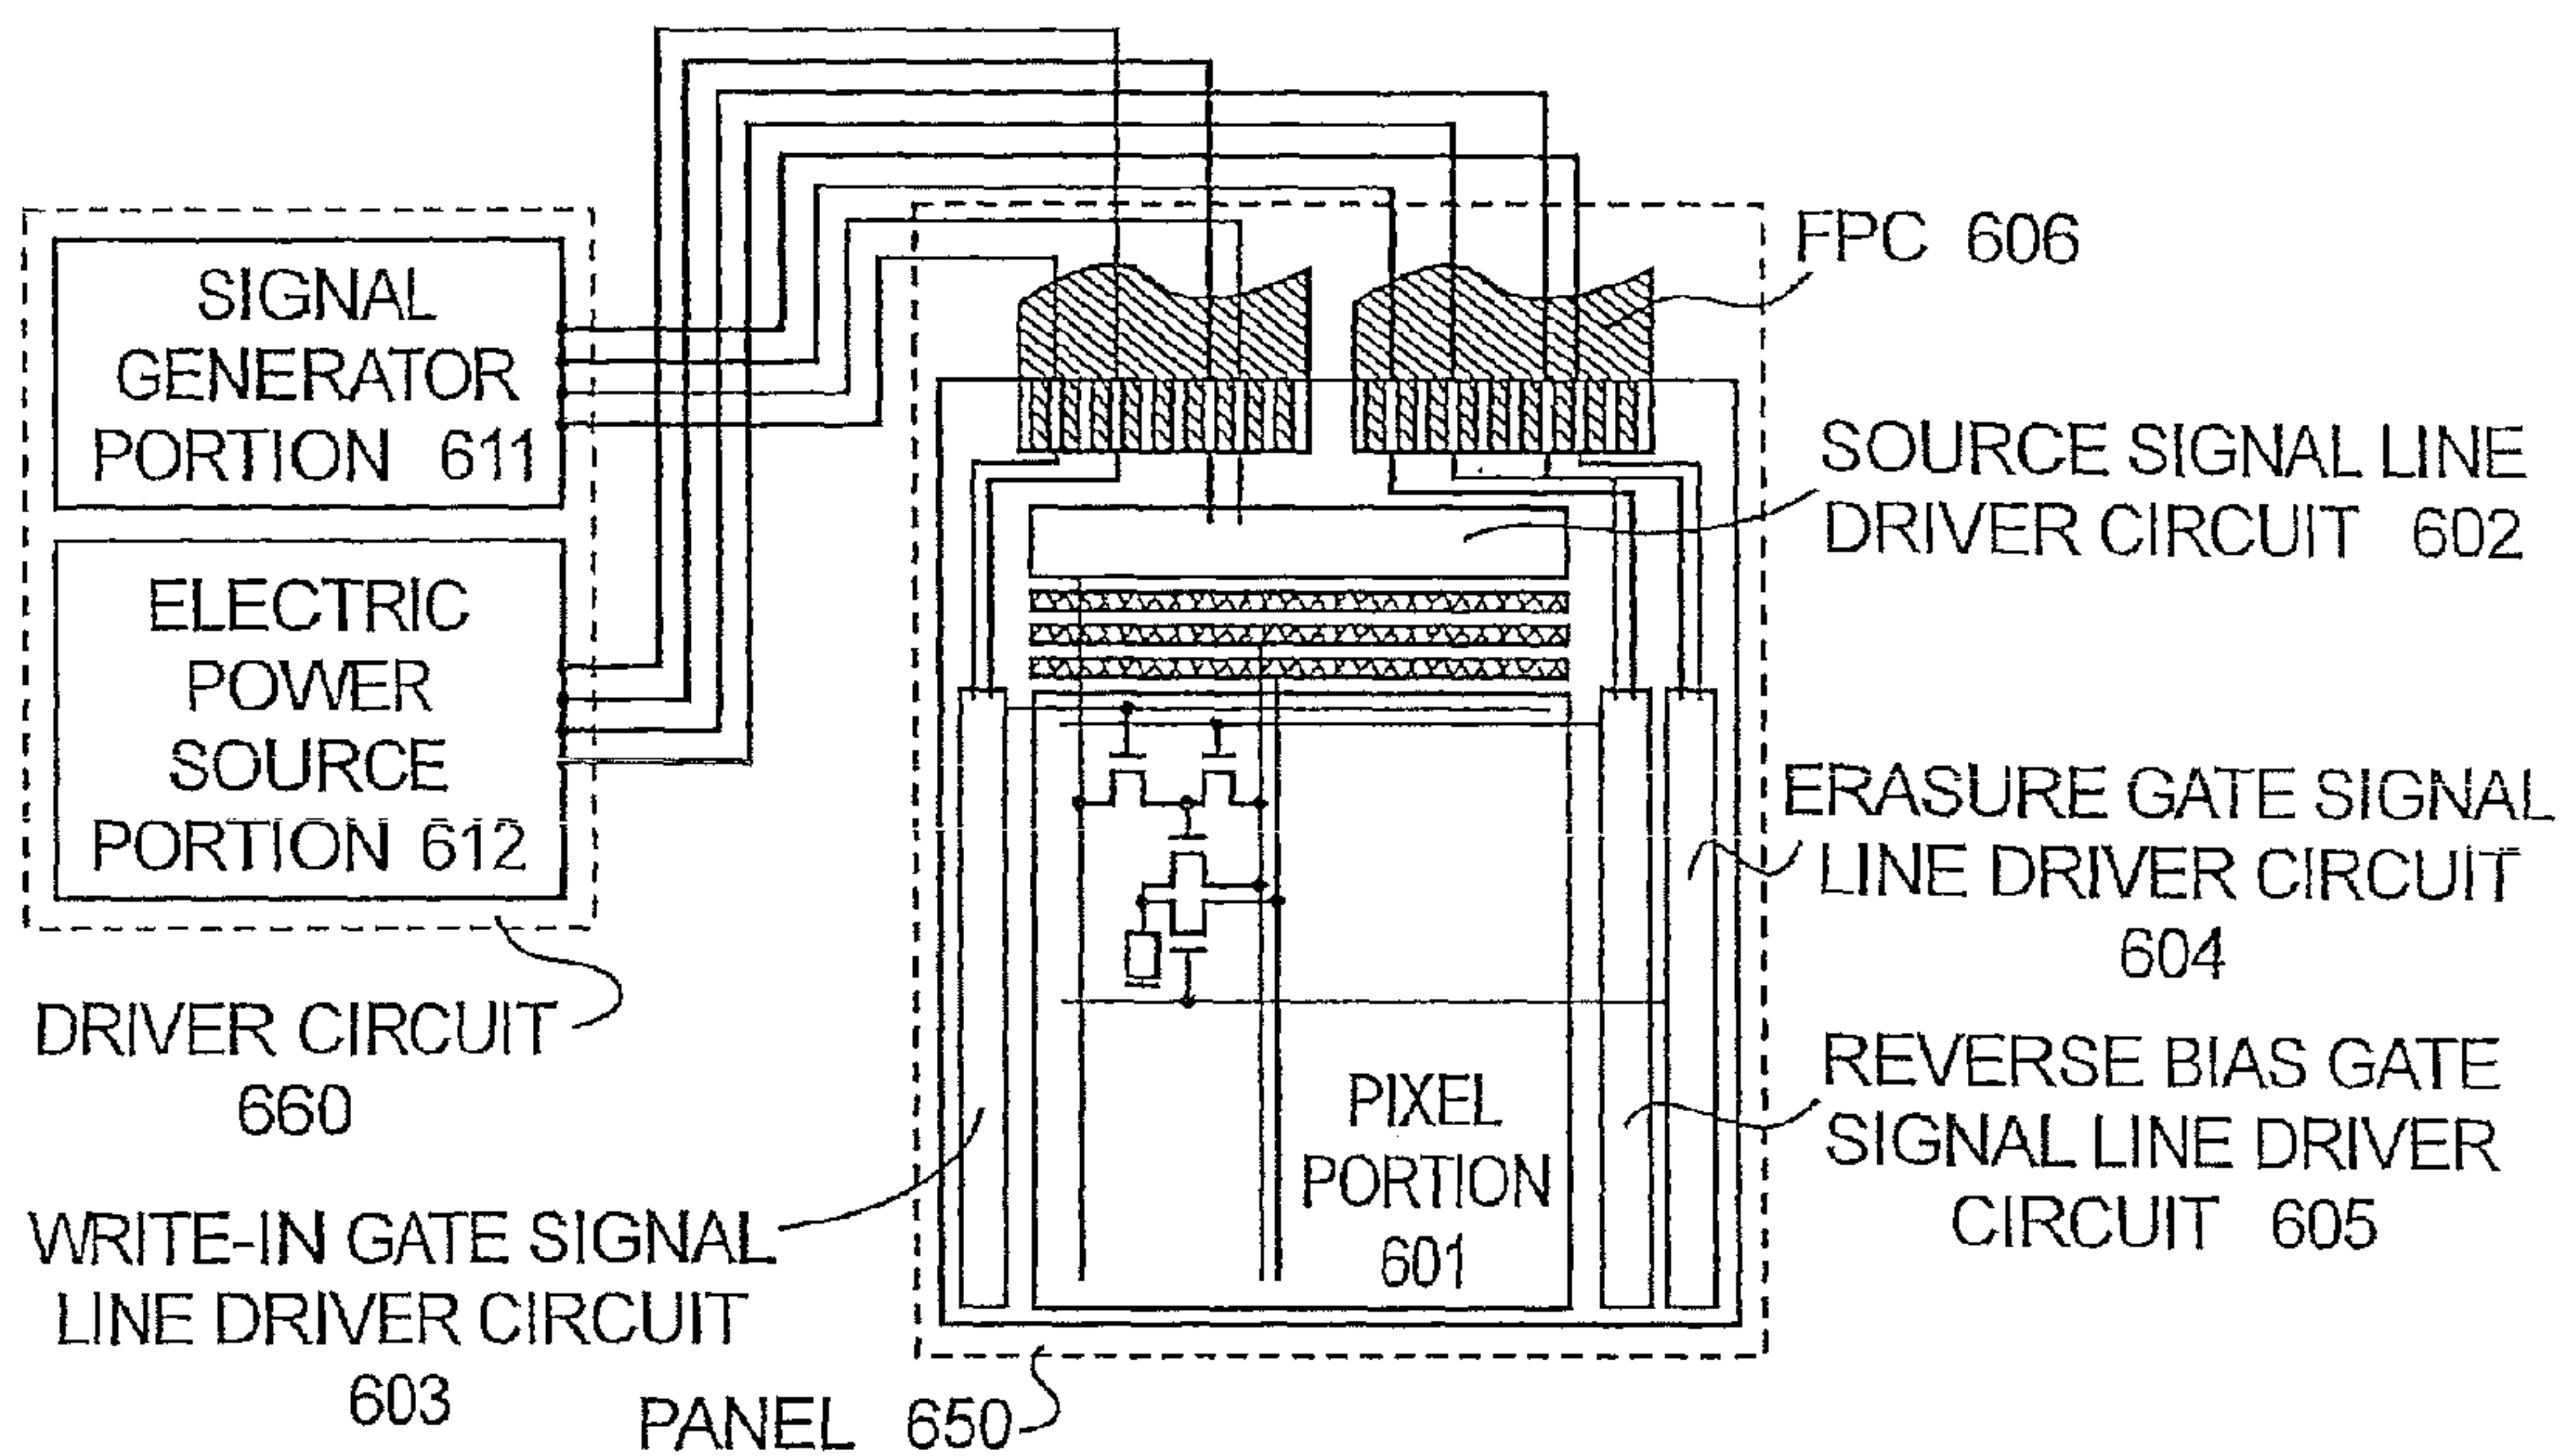 SIGNAL
GENERATOR
PORTION 611
ELECTRIC
POWER
SOURCE
PORTION 612
DRIVER CIRCUIT
660
WRITE-IN GATE SIGNAL
LINE DRIVER CIRCUIT
603
PANEL 650
FPC 606
SOURCE SIGNAL LINE
DRIVER CIRCUIT 602
ERASURE GATE SIGNAL
LINE DRIVER CIRCUIT
604
REVERSE BIAS GATE
SIGNAL LINE DRIVER
CIRCUIT 605
PIXEL
PORTION
601